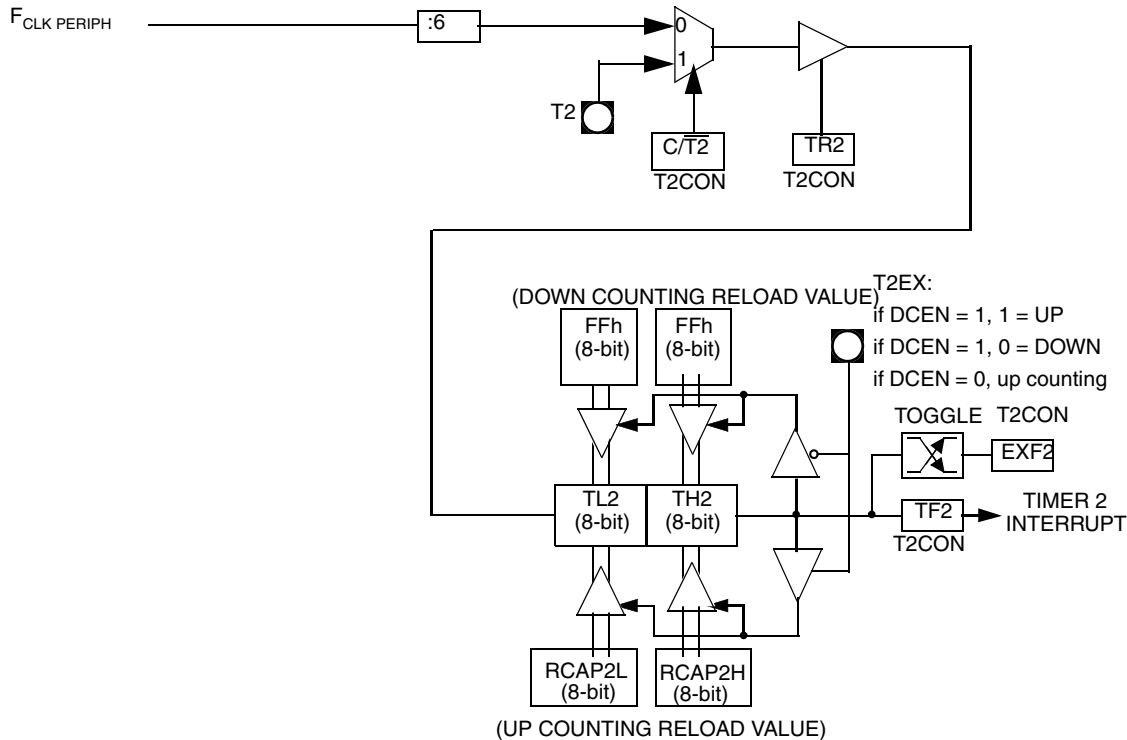 FCLK PERIPH
:6
0
1
T2
C/T2
T2CON
TR2
T2CON
(DOWN COUNTING RELOAD VALUE)
T2EX:
if DCEN = 1, 1 = UP
if DCEN = 1, 0 = DOWN
if DCEN = 0, up counting
FFh
(8-bit)
FFh
(8-bit)
TOGGLE
T2CON
EXF2
TL2
(8-bit)
TH2
(8-bit)
TF2
T2CON
TIMER 2
INTERRUPT
RCAP2L
(8-bit)
RCAP2H
(8-bit)
(UP COUNTING RELOAD VALUE)